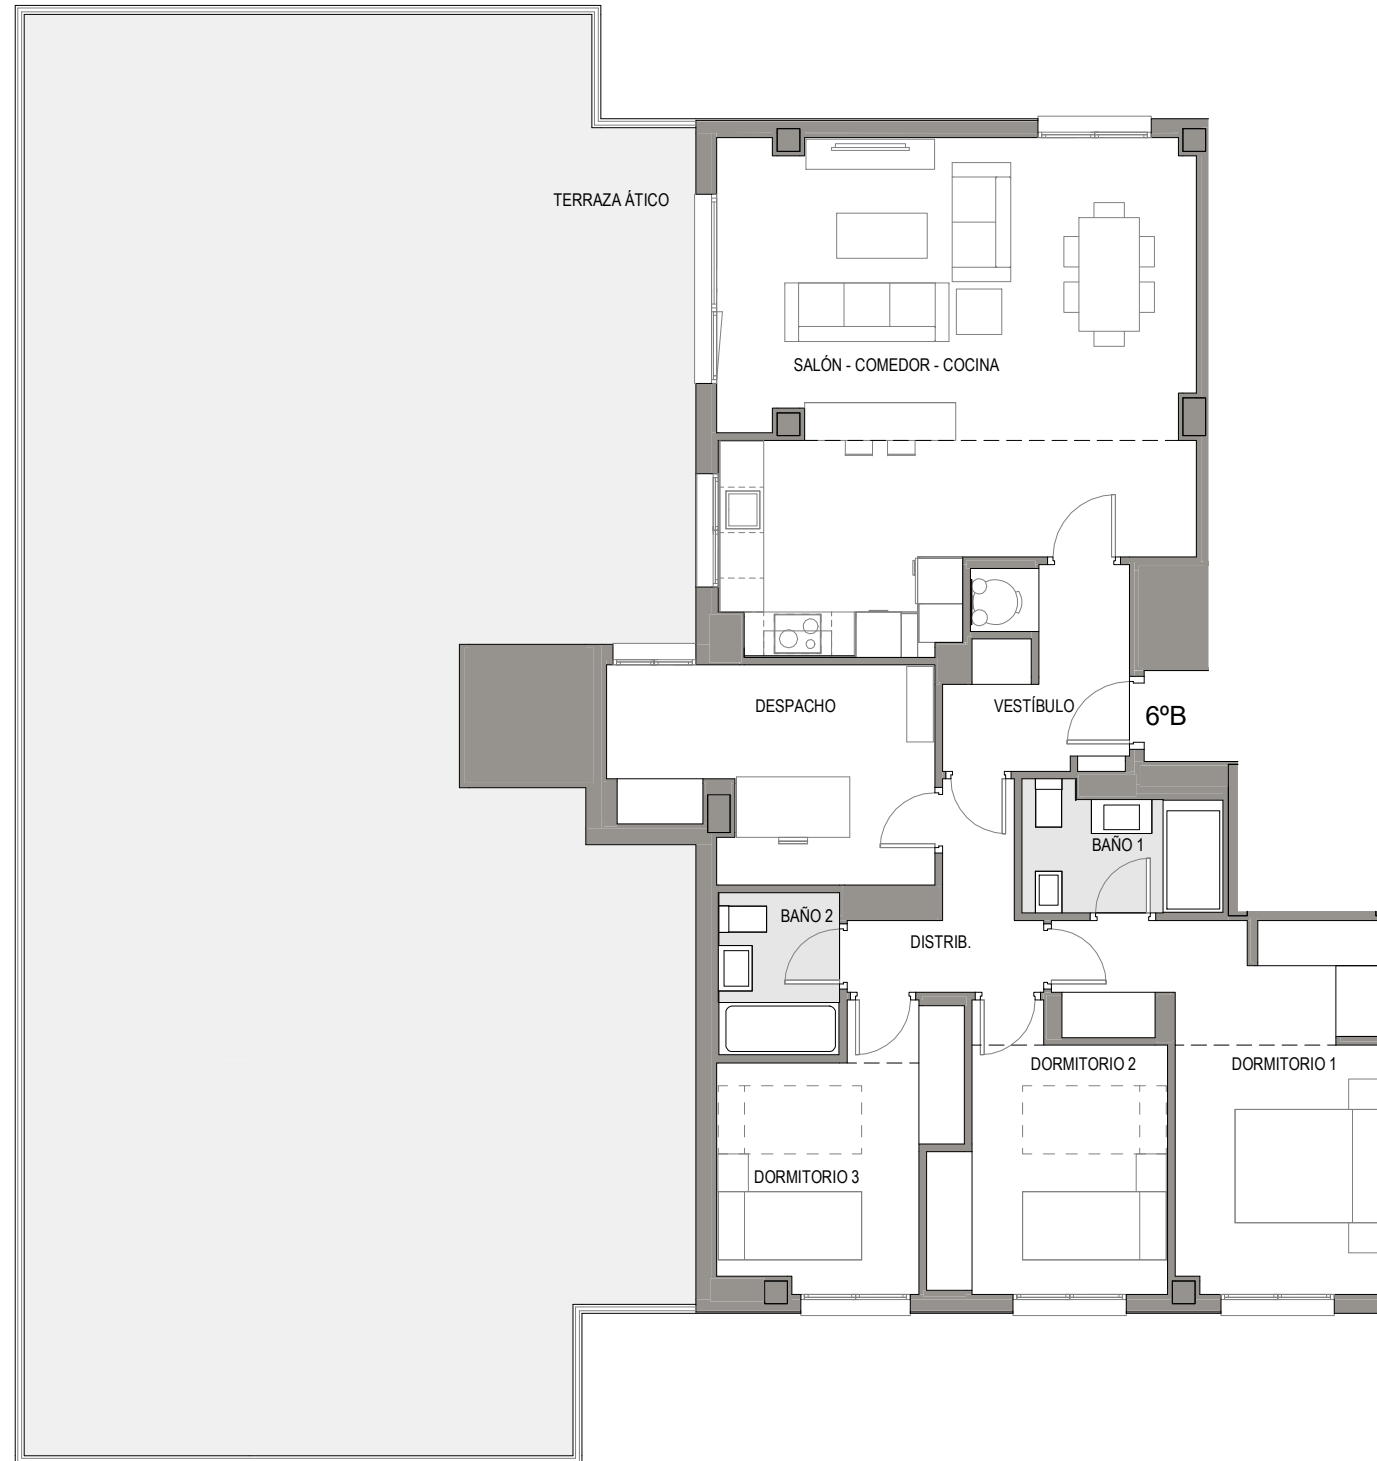 TERRAZA ÁTICO
SALÓN - COMEDOR - COCINA
DESPACHO
VESTÍBULO
6ºB
BAÑO 1
BAÑO 2
DISTRIB.
DORMITORIO 2
DORMITORIO 1
DORMITORIO 3